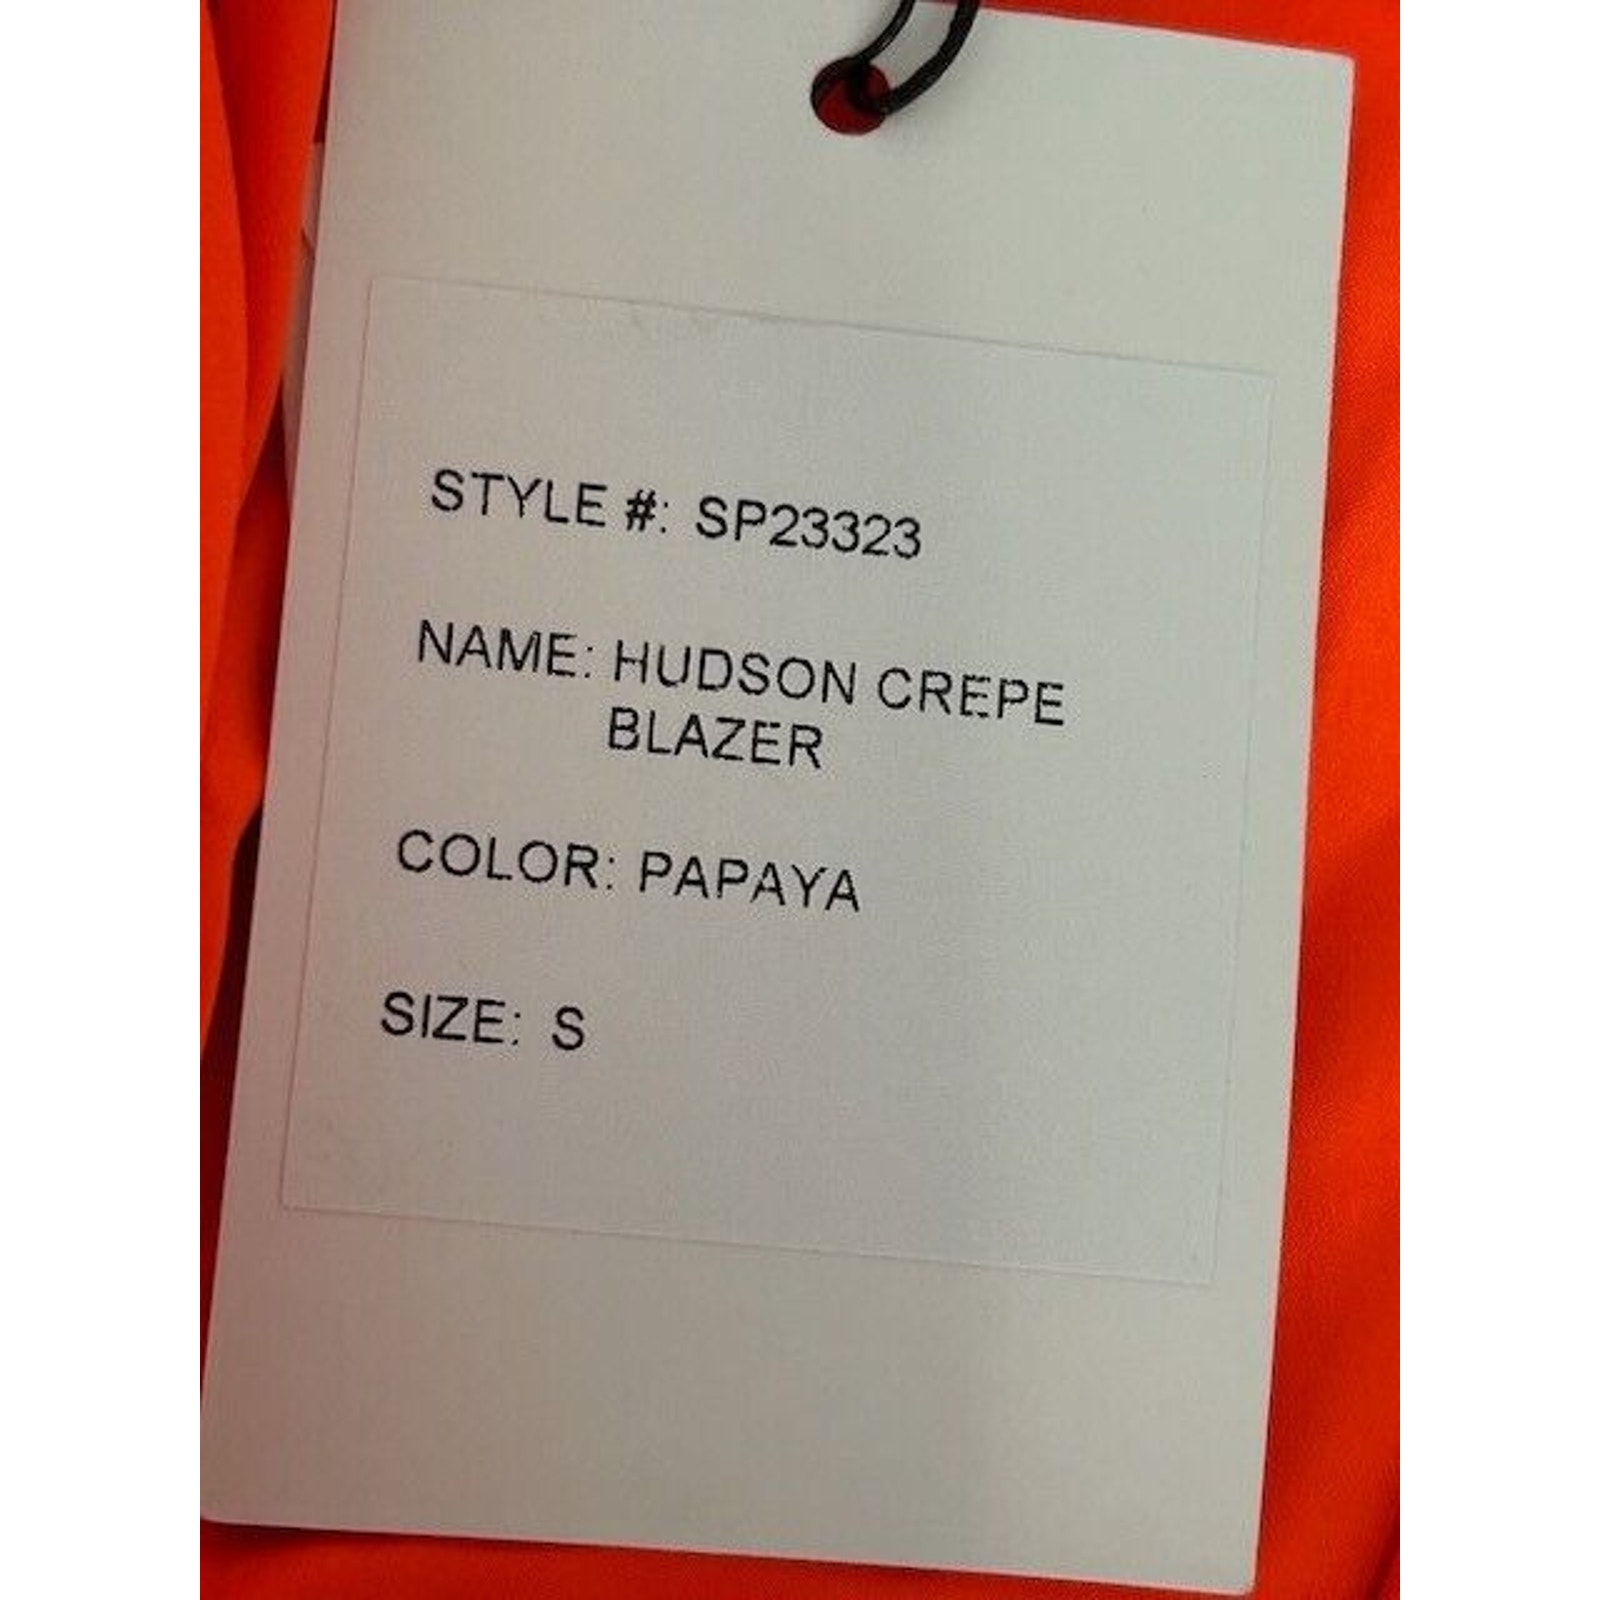 STYLE #: SP23323
NAME: HUDSON CREPE
BLAZER
COLOR: PAPAYA
SIZE: S